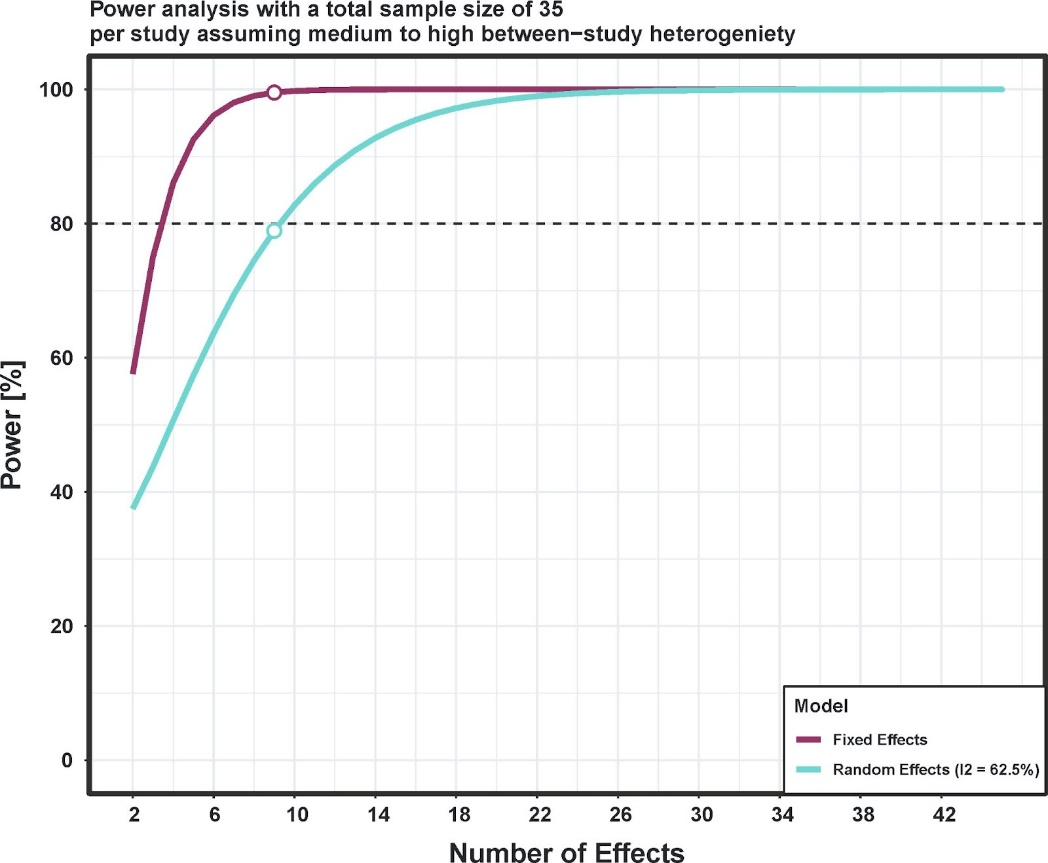 Power analysis with a total sample size of 35
per study assuming medium to high between−study heterogeniety
100
80
60
40
20
0
Power [%]
2 6 10 14 18 22 26 30 34 38 42
Number of Effects
Model
Fixed Effects
Random Effects (I2 = 62.5%)